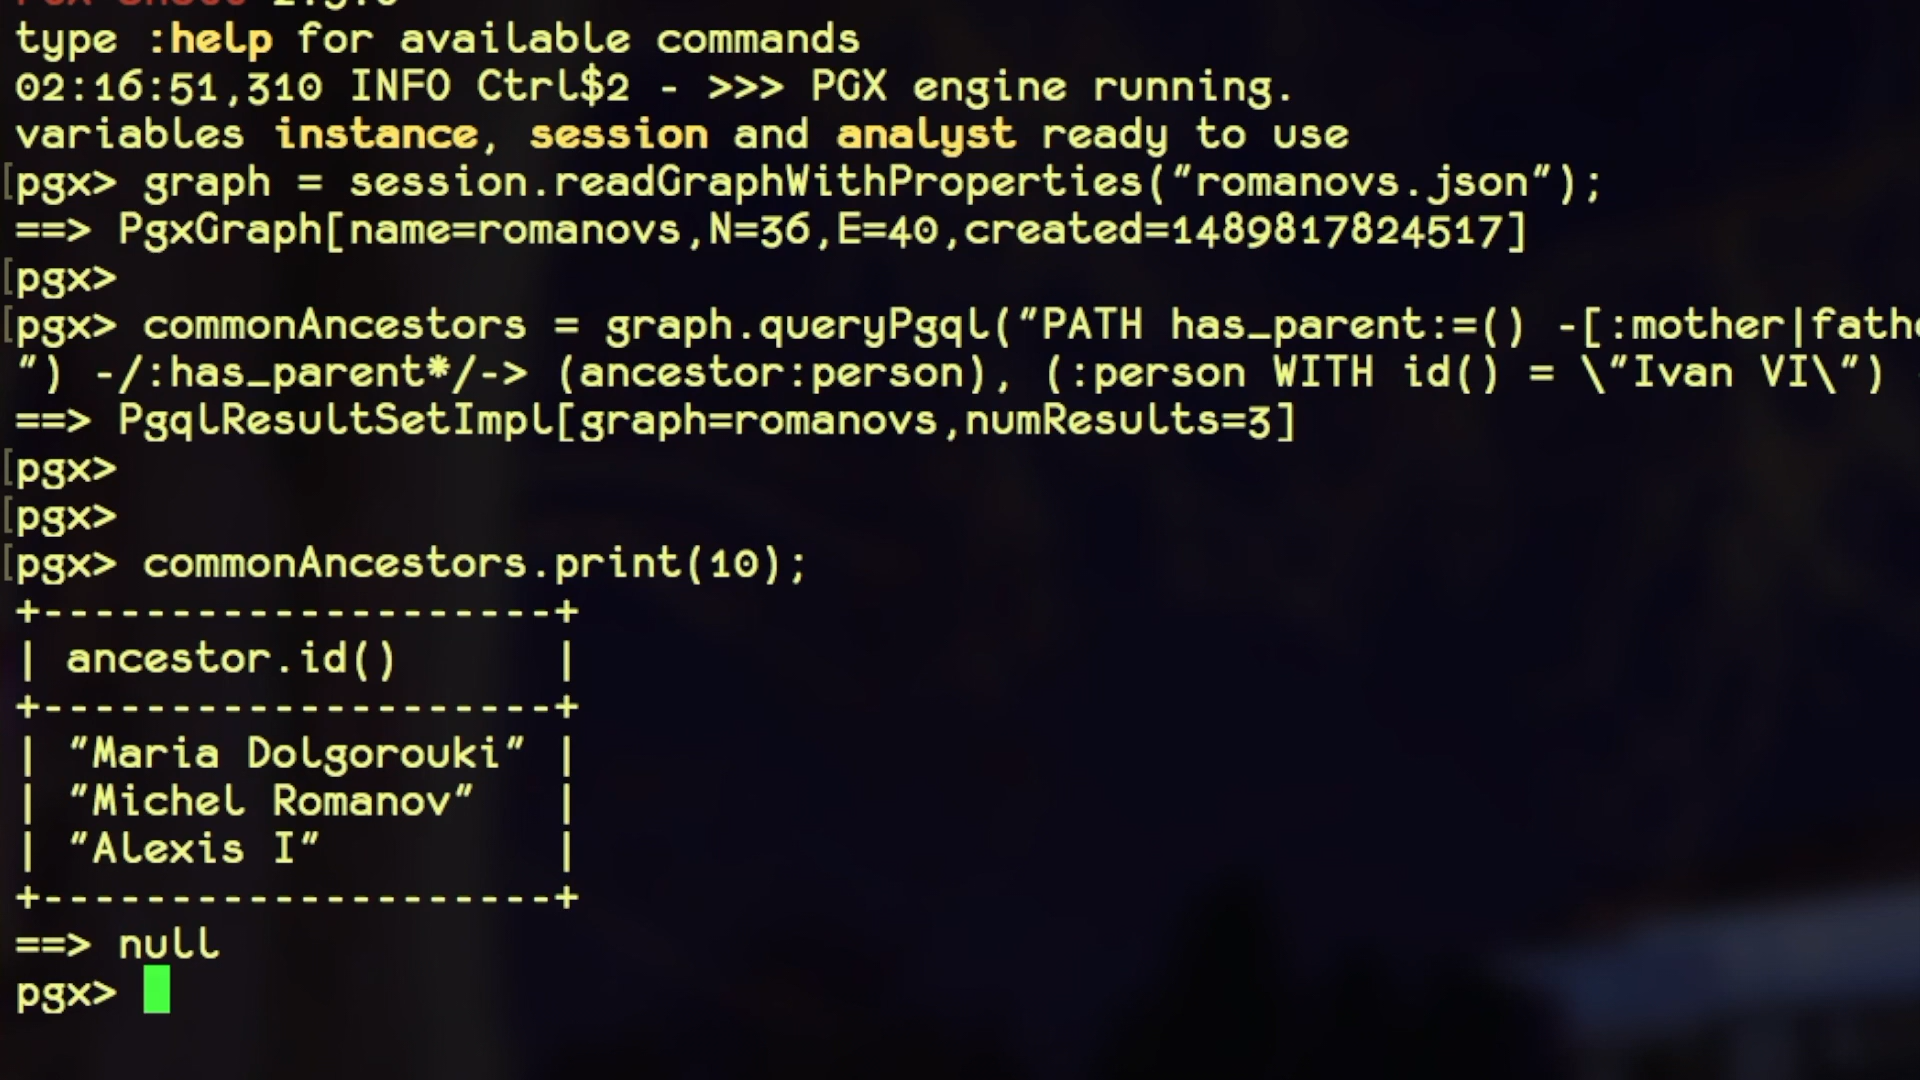 type :help for available commands
02:16:51,310 INFO Ctrl$2 - >>> PGX engine running.
variables instance, session and analyst ready to use
[pgx> graph = session.readGraphWithProperties("romanovs.json");
==> PgxGraph[name=romanovs,N=36,E=40,created=1489817824517]
[pgx>
[pgx> commonAncestors = graph.queryPgql("PATH has_parent:=() -[:mother|fathe
") -/:has_parent*/-> (ancestor:person), (:person WITH id() = \"Ivan VI\")
==> PgqlResultSetImpl[graph=romanovs,numResults=3]
[pgx>
[pgx>
[pgx> commonAncestors.print(10);
+--------------------+
| ancestor.id() |
+--------------------+
| "Maria Dolgorouki" |
| "Michel Romanov" |
| "Alexis I" |
+--------------------+
==> null
pgx>